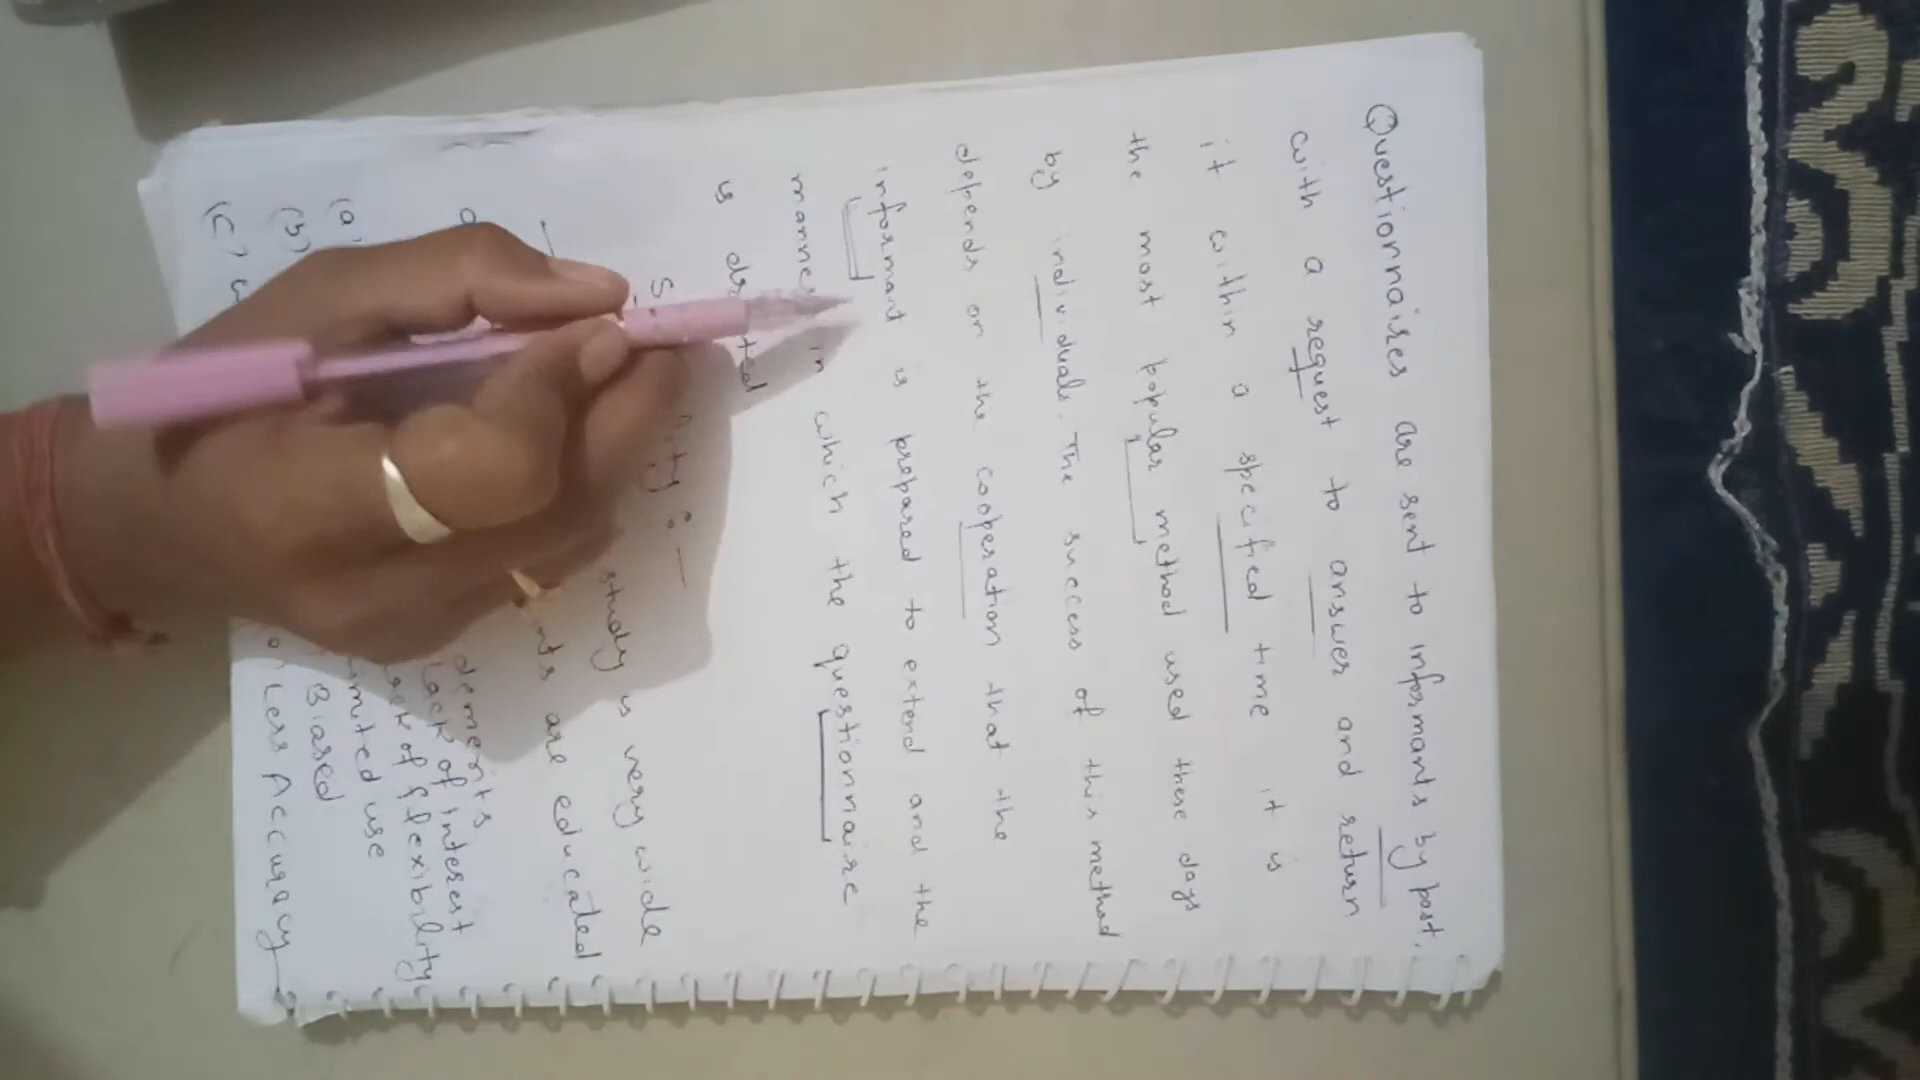 Questionnaires are sent to informants by post.
with a request to answer and return
it within a specified time it is
the most popular method used these days
by individuals. The success of this method
depends on the cooperation that the
informant is prepared to extend and the
manner in which the questionnaire
is drafted
study is very wide
are educated
demerits
(a) Lack of interest
(b) Lack of flexibility
(c) Limited use
Biased
Less Accuracy